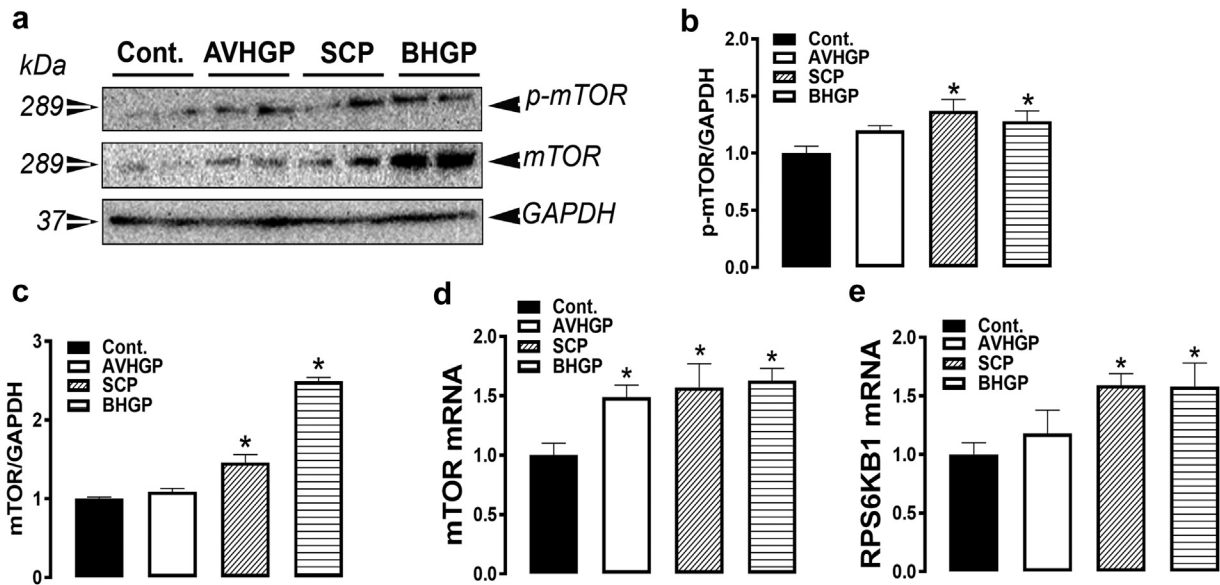 a
kDa
Cont. AVHGP SCP BHGP
289 p-mTOR
289 mTOR
37 GAPDH
b
p-mTOR/GAPDH
2.0
1.5
1.0
0.5
0.0
Cont.
AVHGP
SCP
BHGP
* *
c
mTOR/GAPDH
3
2
1
0
Cont.
AVHGP
SCP
BHGP
* *
d
mTOR mRNA
2.0
1.5
1.0
0.5
0.0
Cont.
AVHGP
SCP
BHGP
* * *
e
RPS6KB1 mRNA
2.0
1.5
1.0
0.5
0.0
Cont.
AVHGP
SCP
BHGP
* *